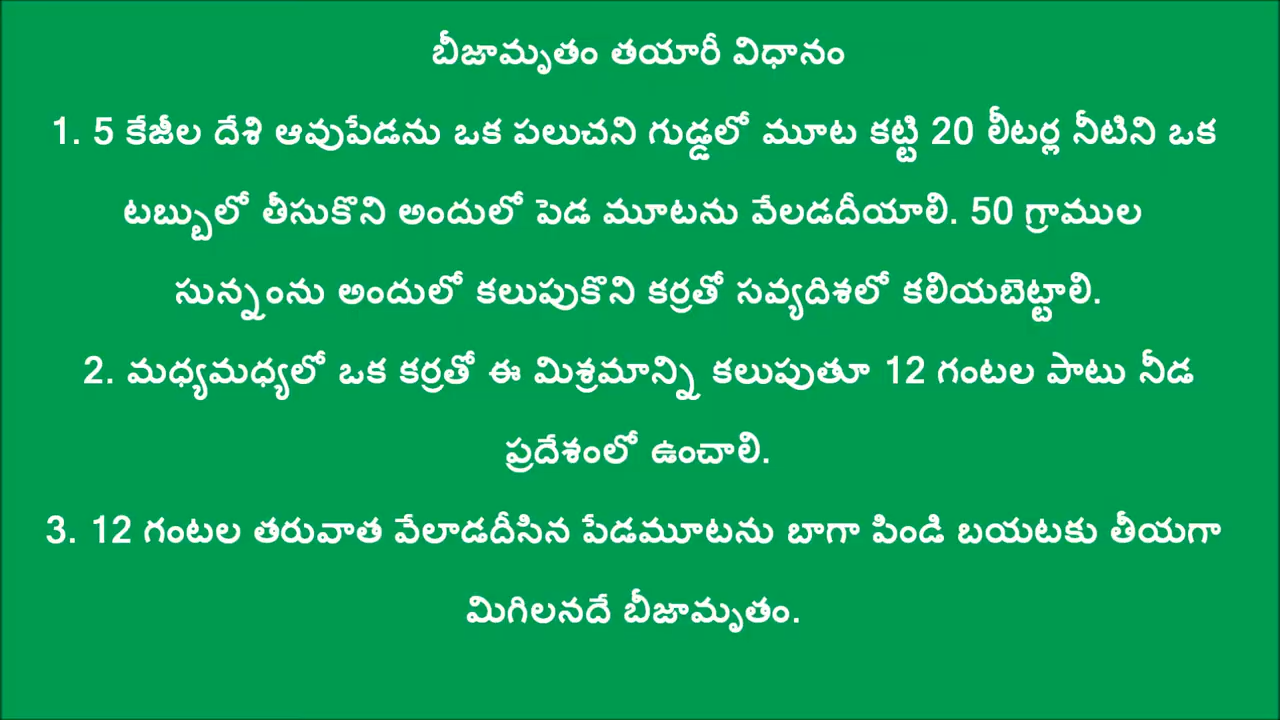 బీజామృతం తయారీ విధానం
1. 5 కేజీల దేశి ఆవుపేడను ఒక పలుచని గుడ్డలో మూట కట్టి 20 లీటర్ల నీటిని ఒక
టబ్బులో తీసుకొని అందులో పెడ మూటను వేలడదీయాలి. 50 గ్రాముల
సున్నంను అందులో కలుపుకొని కర్రతో సవ్యదిశలో కలియబెట్టాలి.
2. మధ్యమధ్యలో ఒక కర్రతో ఈ మిశ్రమాన్ని కలుపుతూ 12 గంటల పాటు నీడ
ప్రదేశంలో ఉంచాలి.
3. 12 గంటల తరువాత వేలాడదీసిన పేడమూటను బాగా పిండి బయటకు తీయగా
మిగిలనదే బీజామృతం.